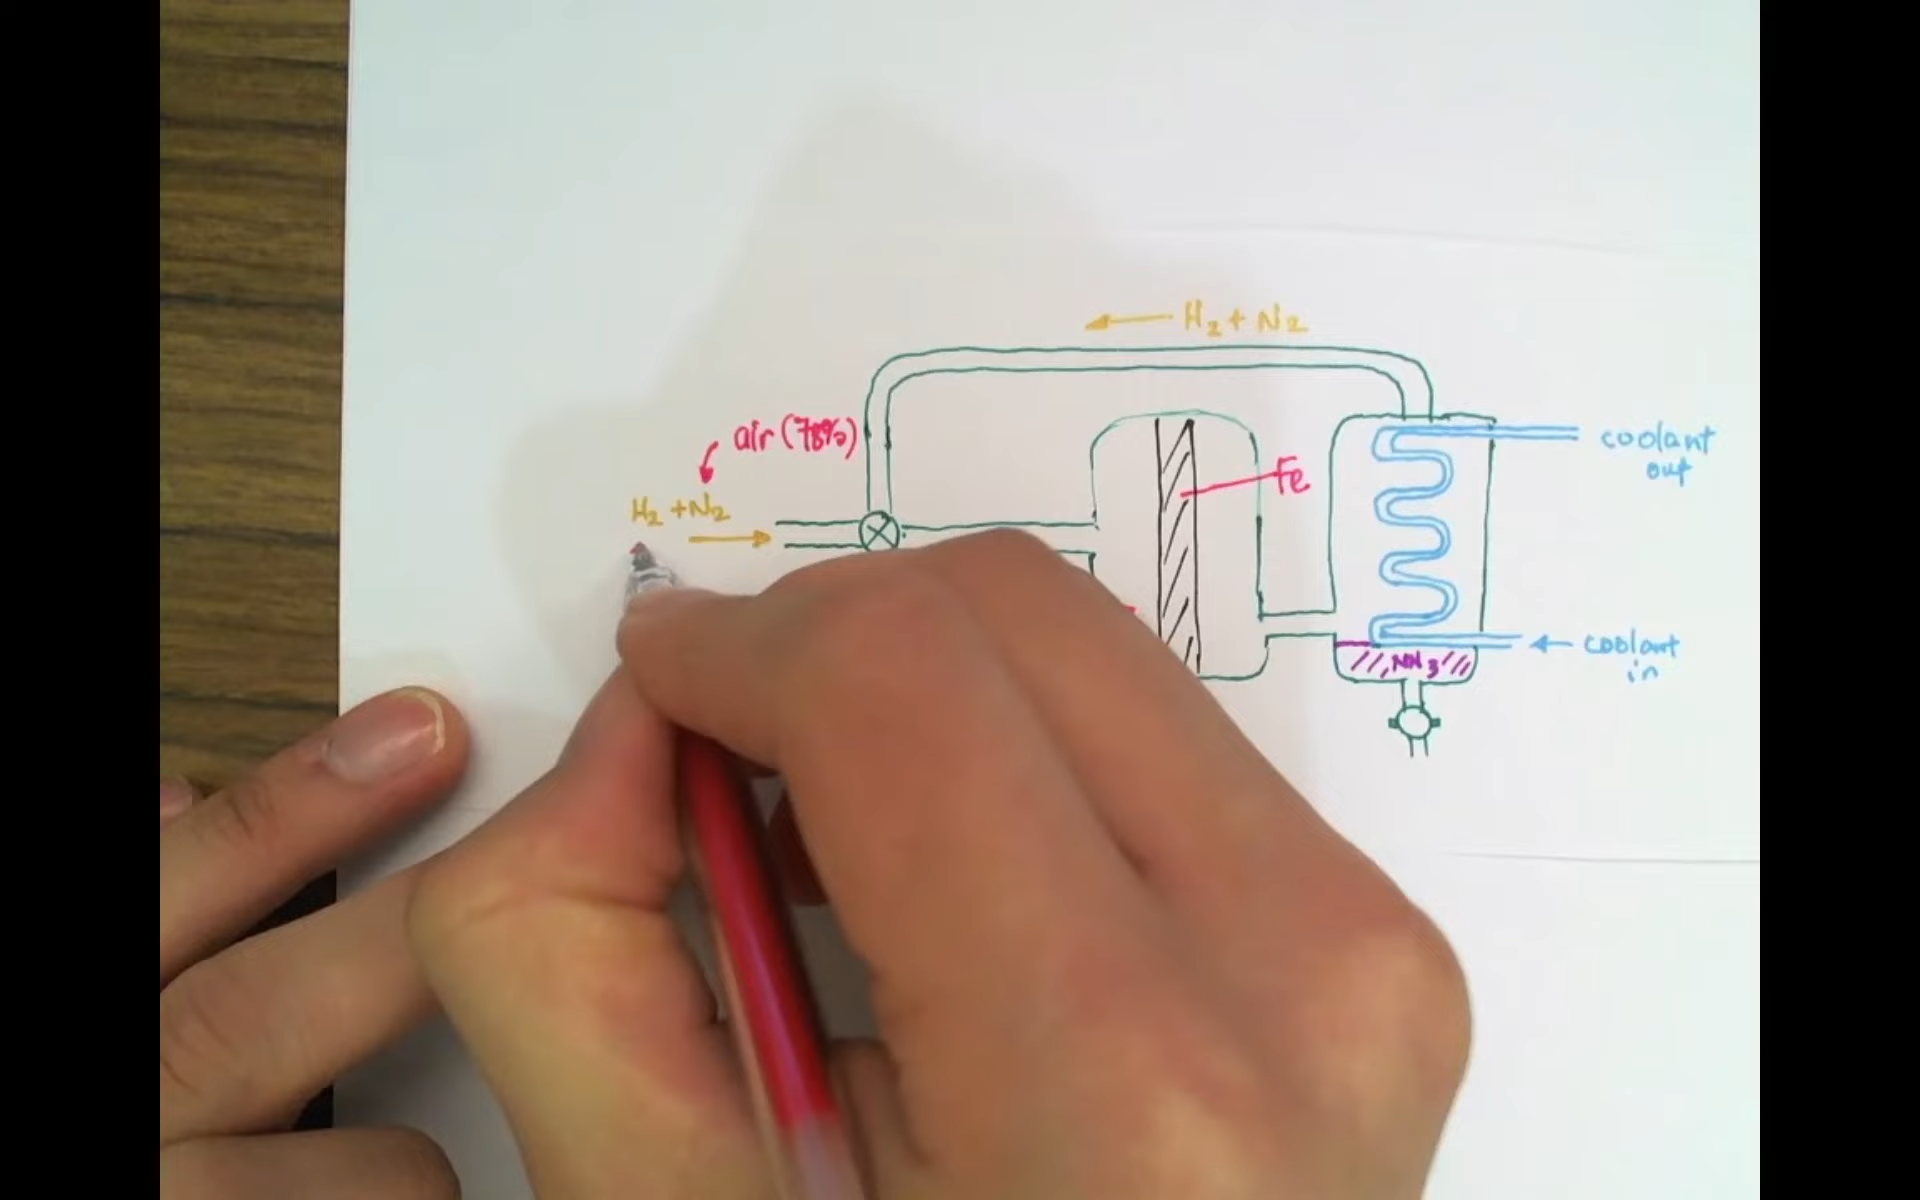 H₂ + N₂
air (78%)
H₂ + N₂
Fe
coolant
out
coolant
in
NH₃